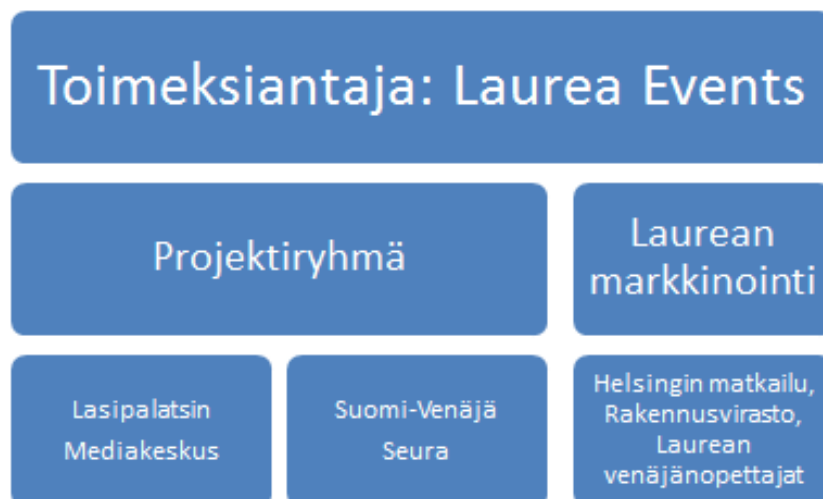 Toimeksiantaja: Laurea Events
Projektiryhmä
Laurean
markkinointi
Lasipalatsin
Mediakeskus
Suomi-Venäjä
Seura
Helsingin matkailu,
Rakennusvirasto,
Laurean
venäjänopettajat